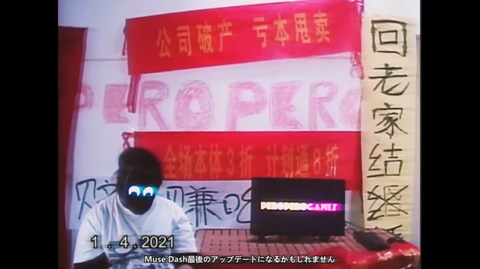 公司破产 亏本甩卖
PEROPERO
全场本体3折 计划通8折
回老家结婚
PEROPEROGAMES
1. 4. 2021
Muse Dash最後のアップデートになるかもしれません